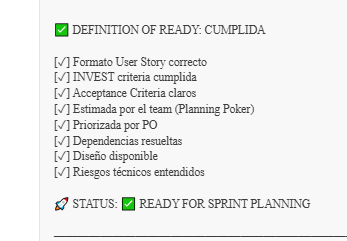 ✅ DEFINITION OF READY: CUMPLIDA
[✓] Formato User Story correcto
[✓] INVEST criteria cumplida
[✓] Acceptance Criteria claros
[✓] Estimada por el team (Planning Poker)
[✓] Priorizada por PO
[✓] Dependencias resueltas
[✓] Diseño disponible
[✓] Riesgos técnicos entendidos
🚀 STATUS: ✅ READY FOR SPRINT PLANNING